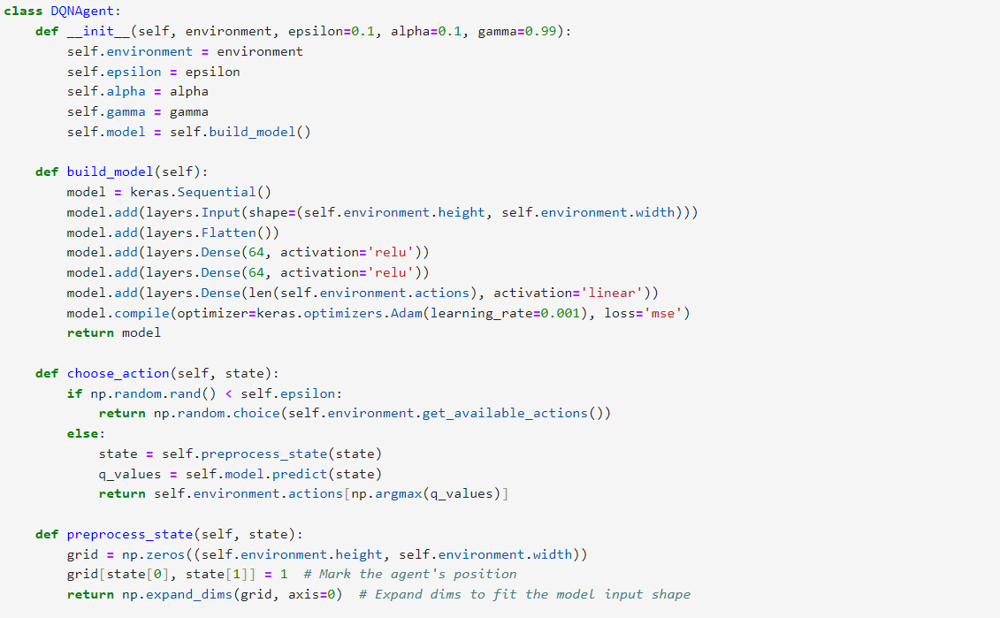 class DQNAgent:
    def __init__(self, environment, epsilon=0.1, alpha=0.1, gamma=0.99):
        self.environment = environment
        self.epsilon = epsilon
        self.alpha = alpha
        self.gamma = gamma
        self.model = self.build_model()

    def build_model(self):
        model = keras.Sequential()
        model.add(layers.Input(shape=(self.environment.height, self.environment.width)))
        model.add(layers.Flatten())
        model.add(layers.Dense(64, activation='relu'))
        model.add(layers.Dense(64, activation='relu'))
        model.add(layers.Dense(len(self.environment.actions), activation='linear'))
        model.compile(optimizer=keras.optimizers.Adam(learning_rate=0.001), loss='mse')
        return model

    def choose_action(self, state):
        if np.random.rand() < self.epsilon:
            return np.random.choice(self.environment.get_available_actions())
        else:
            state = self.preprocess_state(state)
            q_values = self.model.predict(state)
            return self.environment.actions[np.argmax(q_values)]

    def preprocess_state(self, state):
        grid = np.zeros((self.environment.height, self.environment.width))
        grid[state[0], state[1]] = 1  # Mark the agent's position
        return np.expand_dims(grid, axis=0)  # Expand dims to fit the model input shape